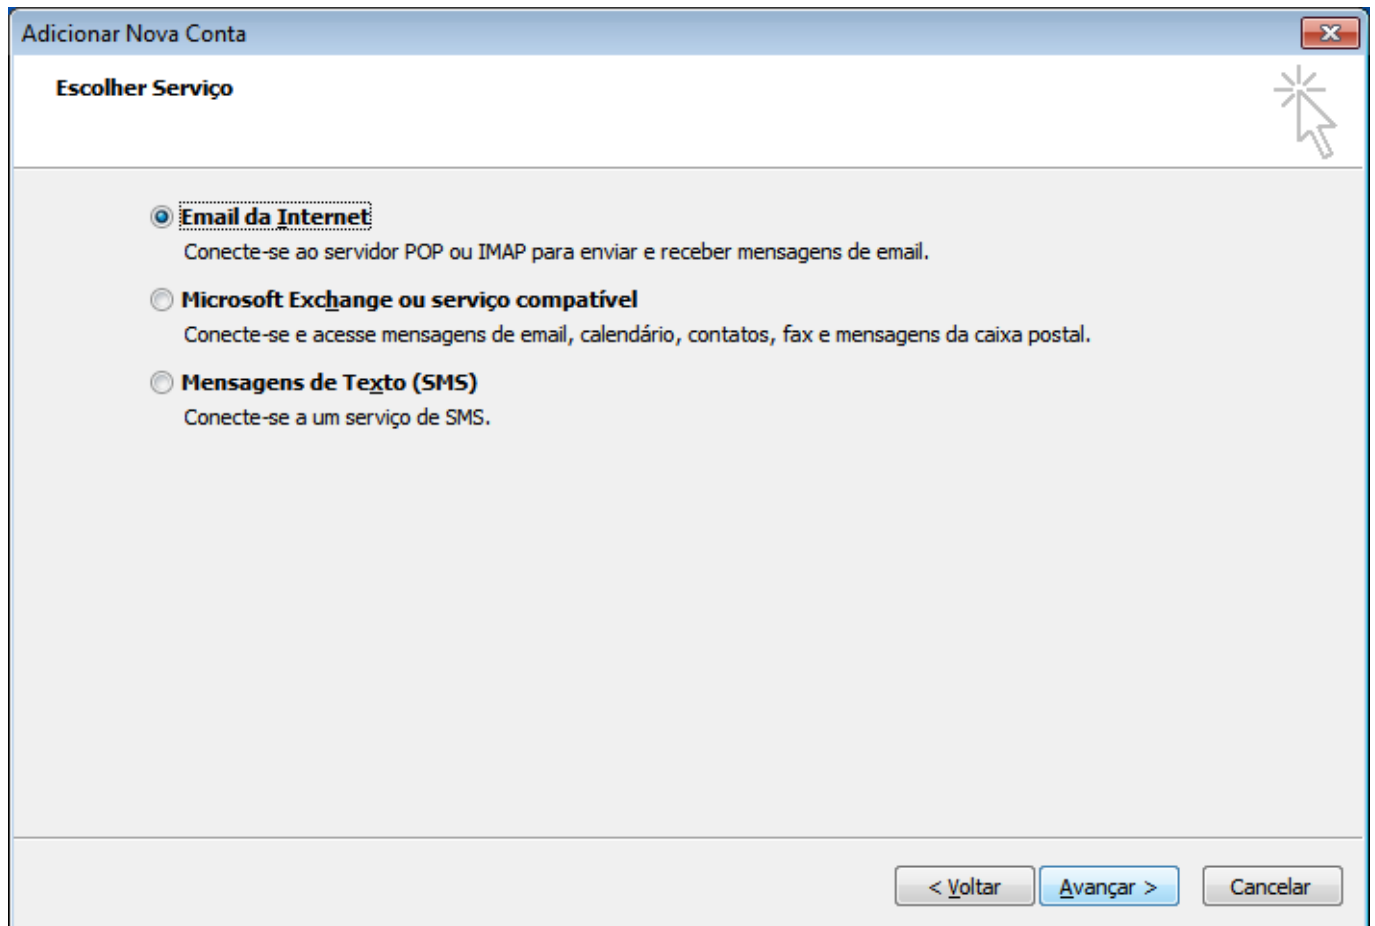 Adicionar Nova Conta
Escolher Serviço
Email da Internet
Conecte-se ao servidor POP ou IMAP para enviar e receber mensagens de email.
Microsoft Exchange ou serviço compatível
Conecte-se e acesse mensagens de email, calendário, contatos, fax e mensagens da caixa postal.
Mensagens de Texto (SMS)
Conecte-se a um serviço de SMS.
< Voltar Avançar > Cancelar